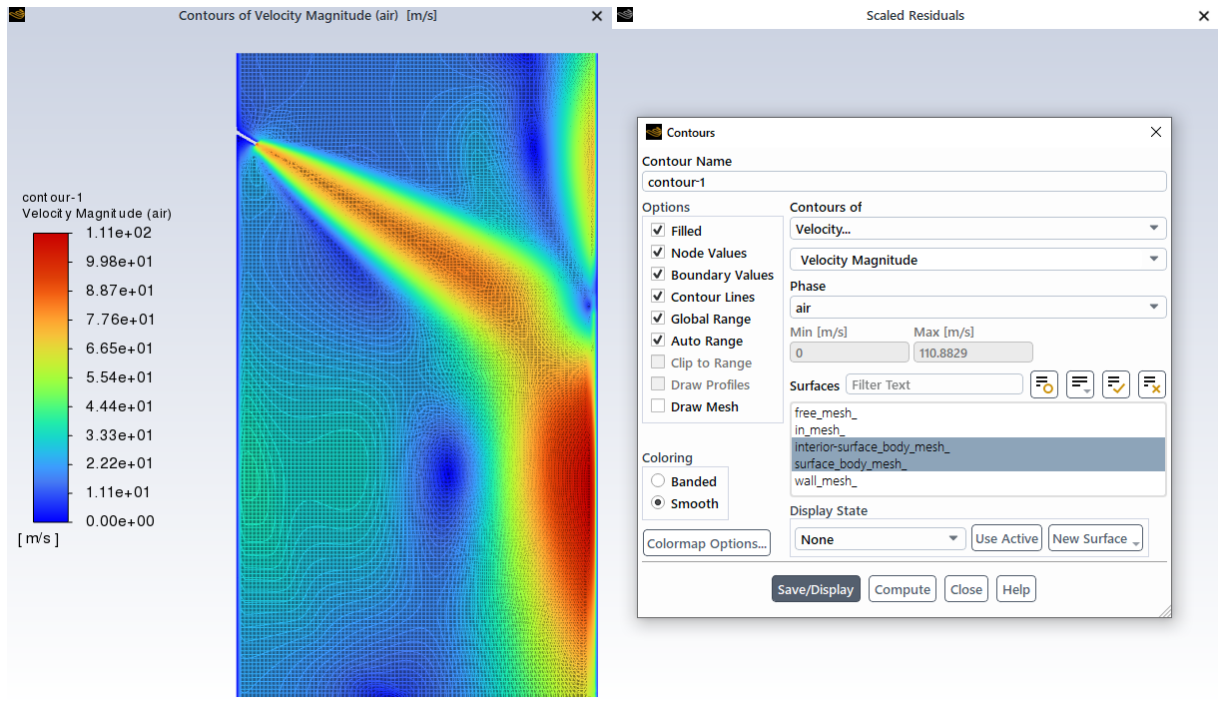 Contours of Velocity Magnitude (air) [m/s]
Scaled Residuals
contour-1
Velocity Magnitude (air)
1.11e+02
9.98e+01
8.87e+01
7.76e+01
6.65e+01
5.54e+01
4.44e+01
3.33e+01
2.22e+01
1.11e+01
0.00e+00
[ m/s ]
Contours
Contour Name
contour-1
Options
Filled
Node Values
Boundary Values
Contour Lines
Global Range
Auto Range
Clip to Range
Draw Profiles
Draw Mesh
Coloring
Banded
Smooth
Colormap Options...
Contours of
Velocity...
Velocity Magnitude
Phase
air
Min [m/s] Max [m/s]
0 110.8829
Surfaces Filter Text
free_mesh_
in_mesh_
interior-surface_body_mesh_
surface_body_mesh_
wall_mesh_
Display State
None Use Active New Surface
Save/Display Compute Close Help